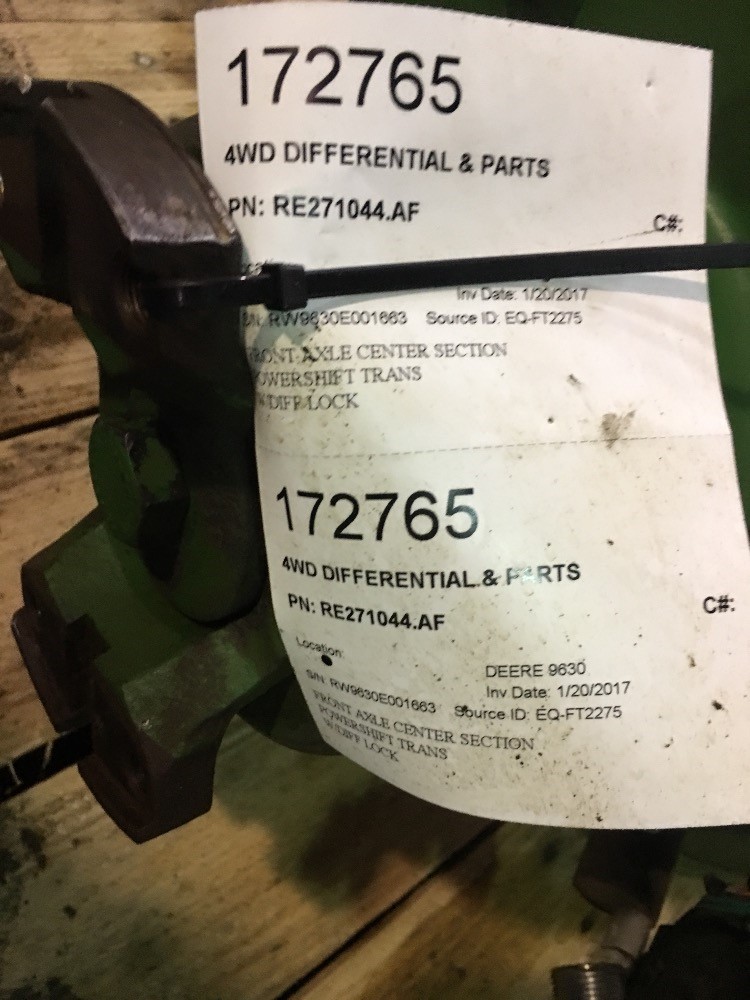 172765
4WD DIFFERENTIAL & PARTS
PN: RE271044.AF
C#:
Inv Date: 1/20/2017
SN: RW9630E001663 Source ID: EQ-FT2275
FRONT AXLE CENTER SECTION
POWERSHIFT TRANS
W/DIFF LOCK
172765
4WD DIFFERENTIAL & PARTS
PN: RE271044.AF
C#:
Location:
DEERE 9630
Inv Date: 1/20/2017
S/N: RW9630E001663 Source ID: EQ-FT2275
FRONT AXLE CENTER SECTION
POWERSHIFT TRANS
W/DIFF LOCK